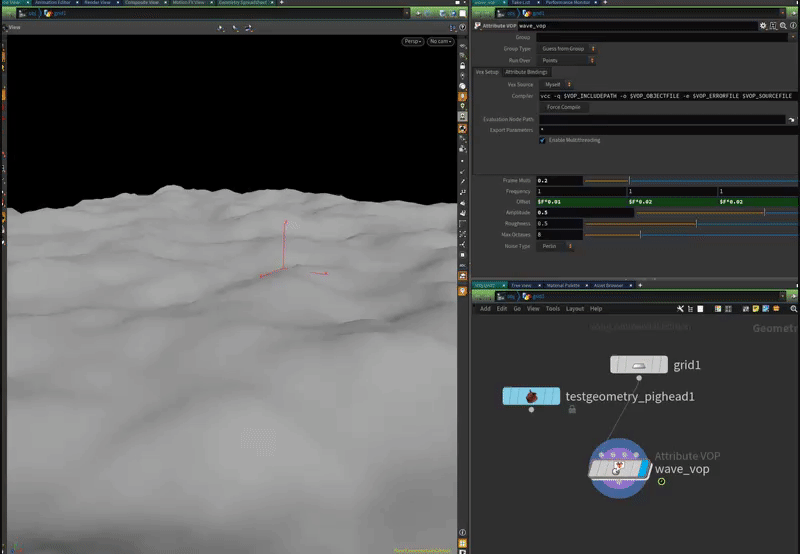 Animation Editor
Render View
Composite View
Motion FX View
Geometry Spreadsheet
wave_vop
Take List
Performance Monitor
obj
grid1
obj
grid1
View
Persp
No cam
Attribute VOP wave_vop
Group
Group Type
Guess from Group
Run Over
Points
Vex Setup
Attribute Bindings
Vex Source
Myself
Compiler
vcc -q $VOP_INCLUDEPATH -o $VOP_OBJECTFILE -e $VOP_ERRORFILE $VOP_SOURCEFILE
Force Compile
Evaluation Node Path
Export Parameters
*
Enable Multithreading
Frame Multi
0.2
Frequency
1
1
1
Offset
$F*0.01
$F*0.02
$F*0.02
Amplitude
0.5
Roughness
0.5
Max Octaves
8
Noise Type
Perlin
Tree View
Material Palette
Asset Browser
obj
grid1
Add
Edit
Go
View
Tools
Layout
Help
Geometr
grid1
testgeometry_pighead1
Attribute VOP
wave_vop